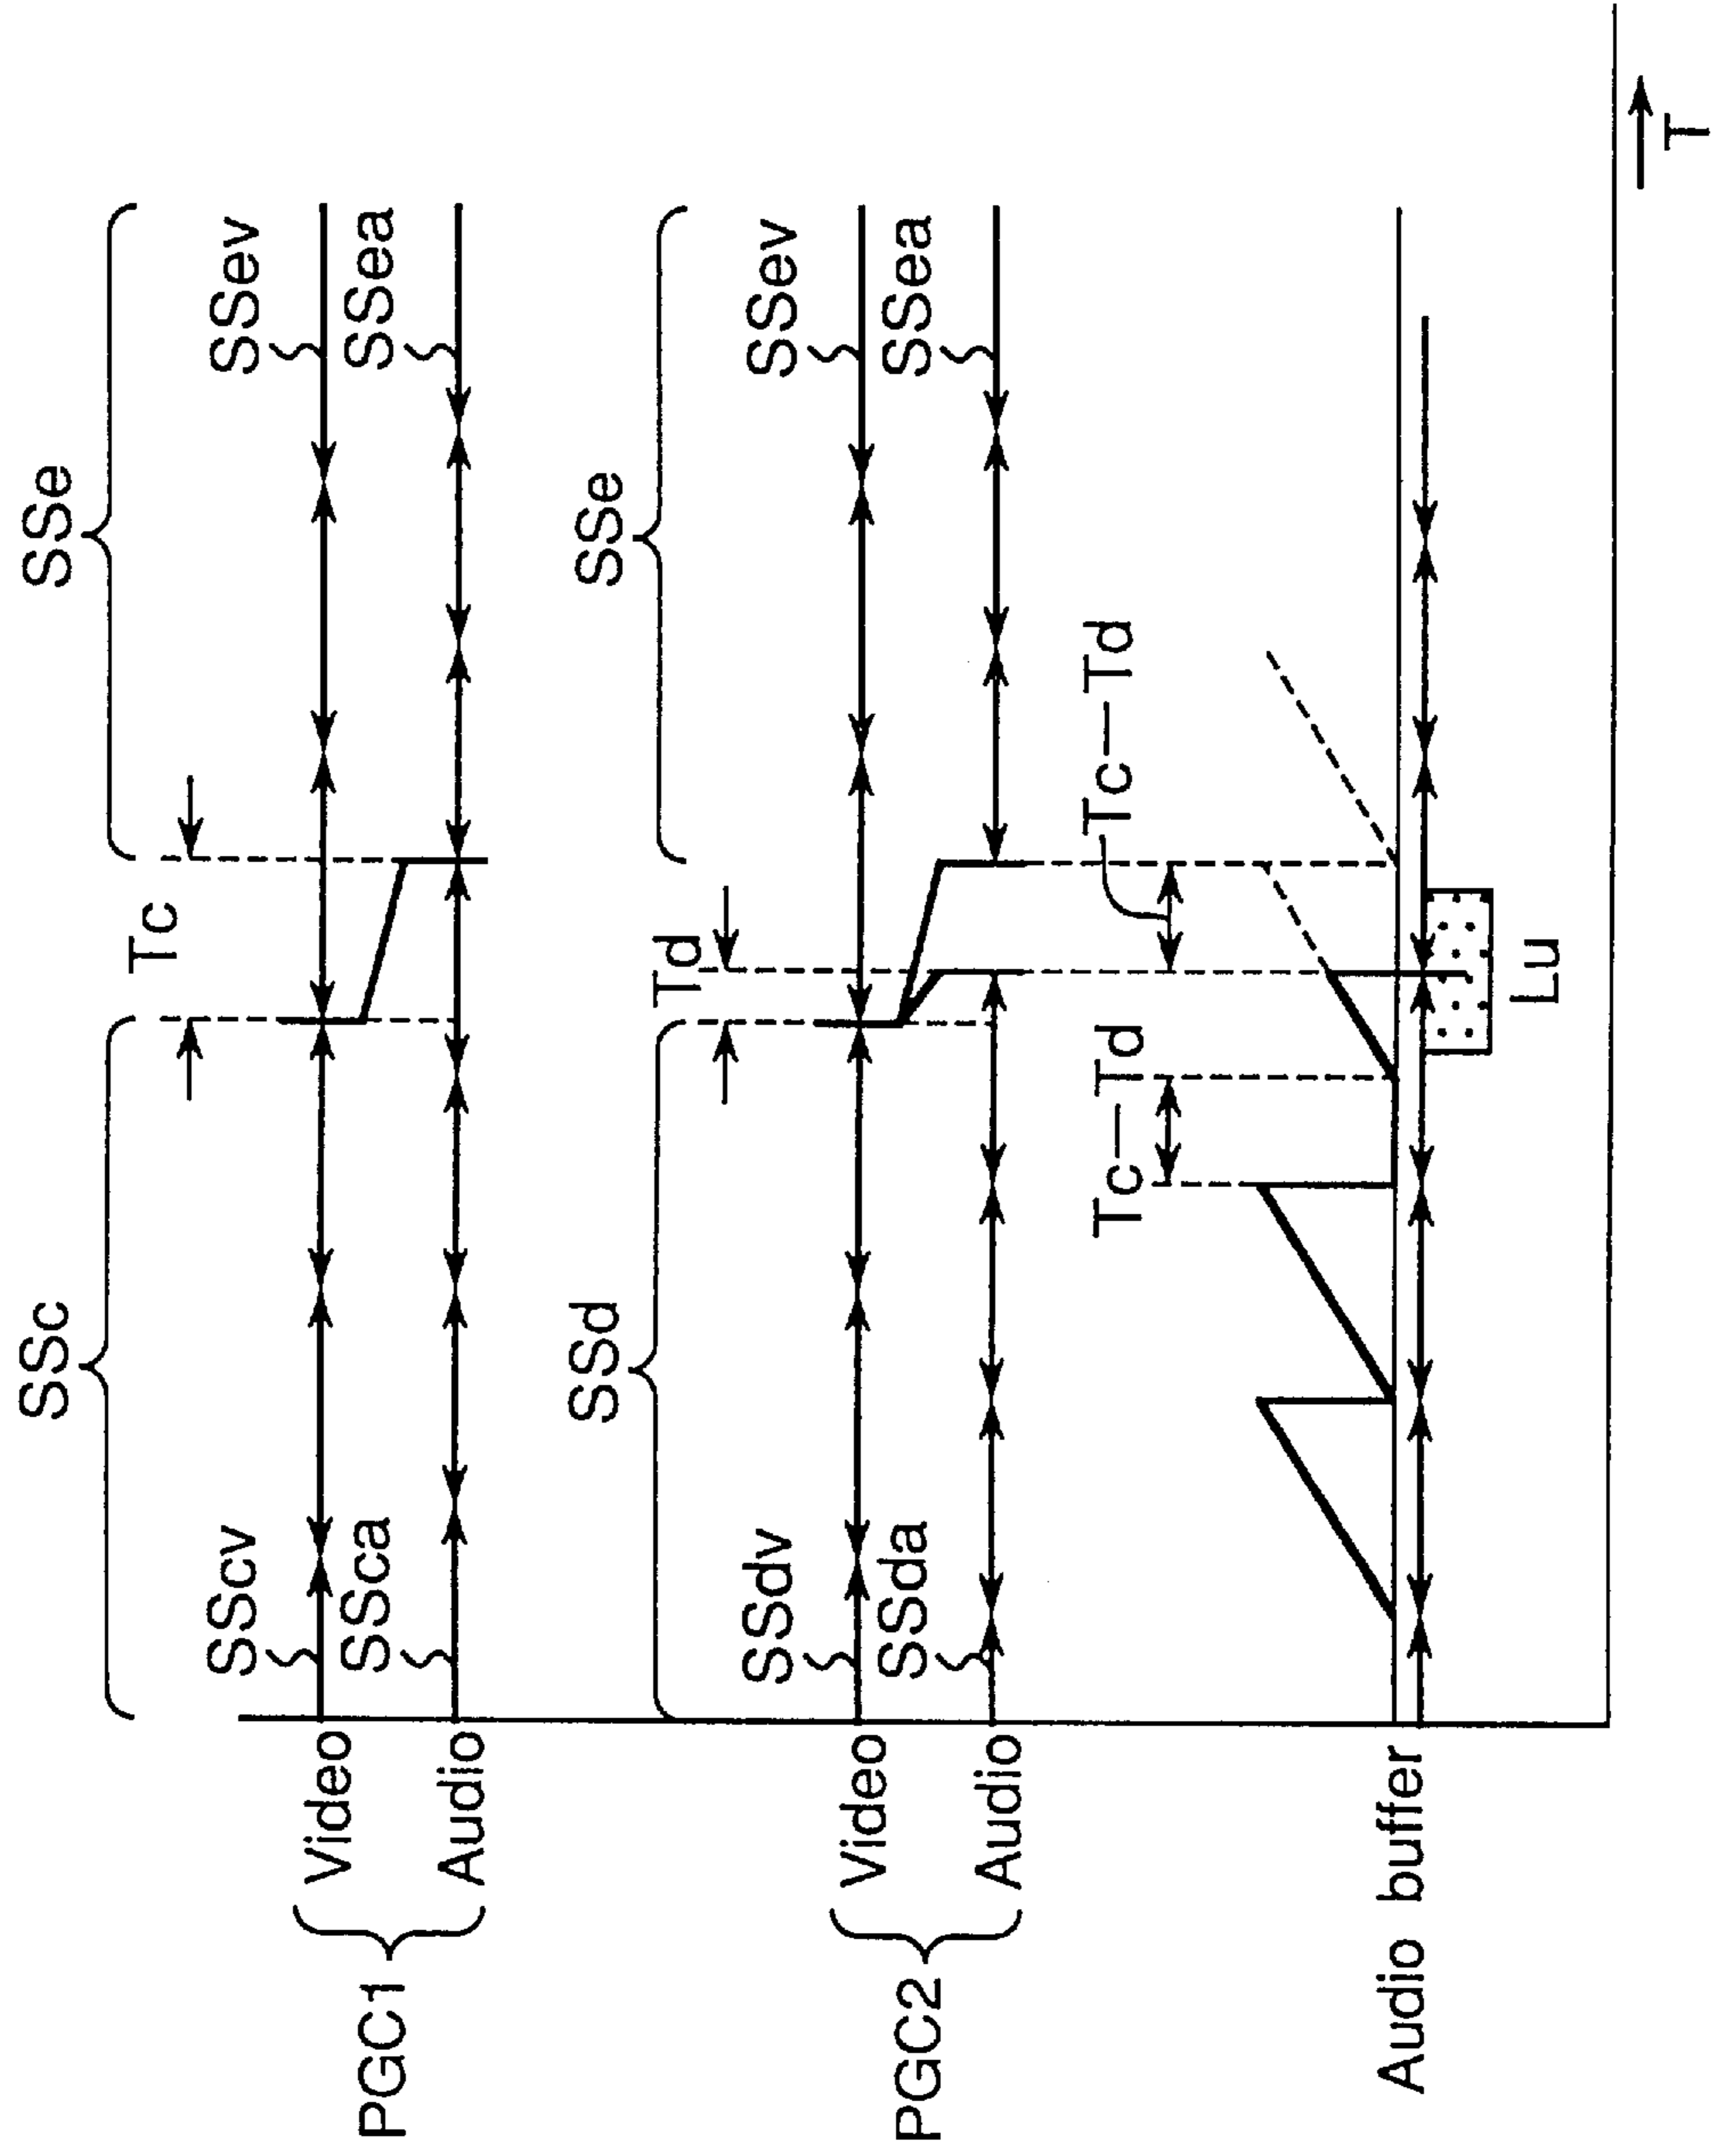 SSc
SSe
Tc
SScv
SSev
SSca
SSea
PGC1
Video
Audio
SSd
SSe
Td
SSdv
SSev
SSda
SSea
PGC2
Video
Audio
Tc—Td
Tc—Td
Audio buffer
Lu
T